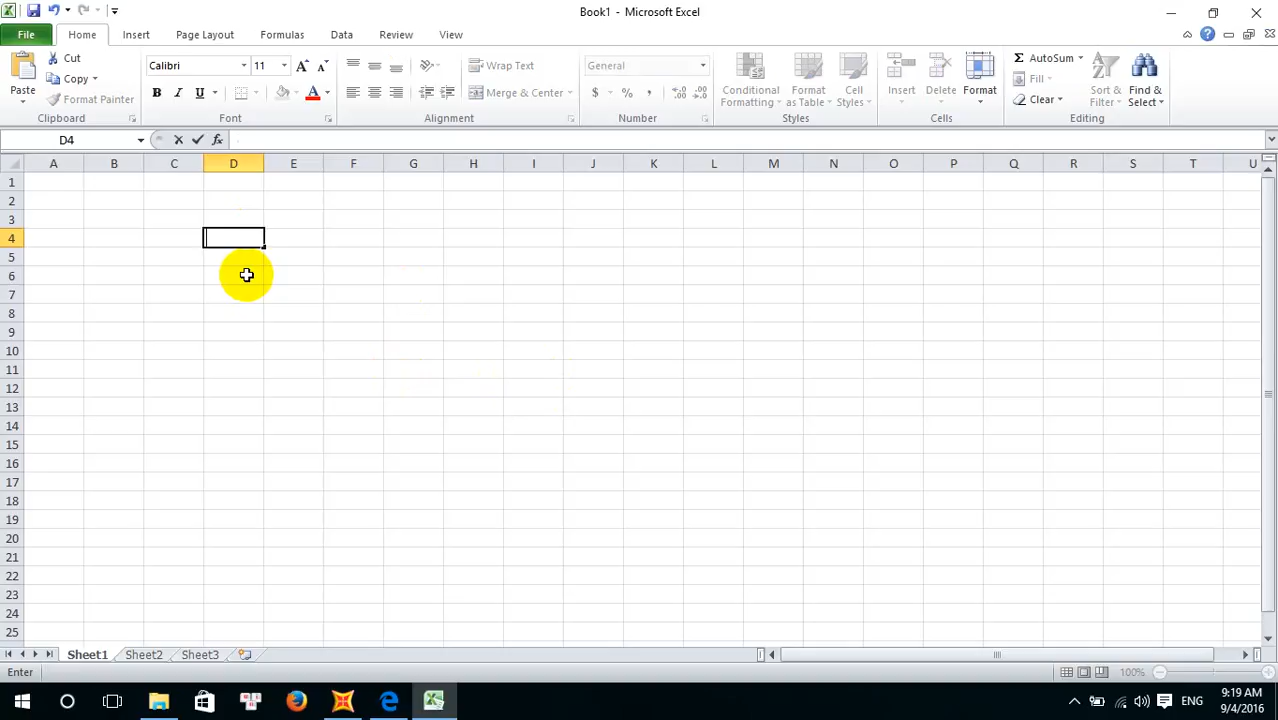 Book1 - Microsoft Excel
File Home Insert Page Layout Formulas Data Review View
Paste
Cut
Copy
Format Painter
Clipboard
Calibri 11
B I U
Font
Wrap Text
Merge & Center
Alignment
General
$ % ,
Number
Conditional Formatting
Format as Table
Cell Styles
Styles
Insert Delete Format
Cells
Σ AutoSum
Fill
Clear
Sort & Filter
Find & Select
Editing
D4 fx
A B C D E F G H I J K L M N O P Q R S T U
1
2
3
4
5
6
7
8
9
10
11
12
13
14
15
16
17
18
19
20
21
22
23
24
25
Sheet1 Sheet2 Sheet3
Enter 100%
ENG 9:19 AM
9/4/2016